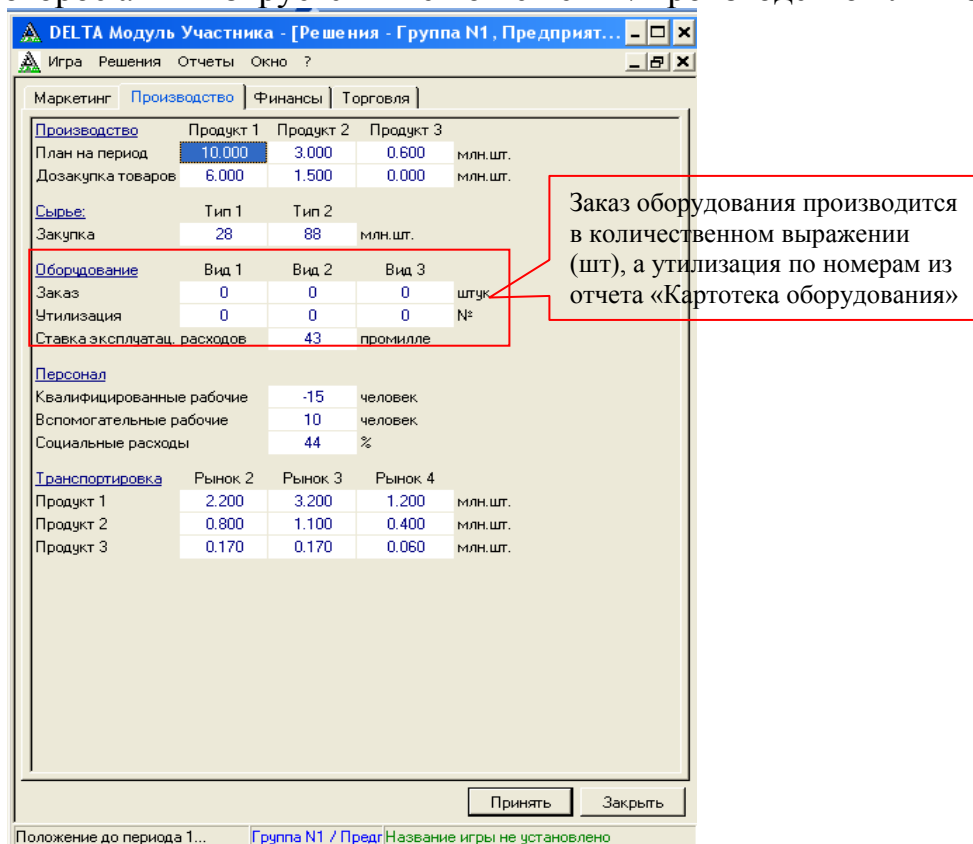 DELTA Модуль Участника - [Решения - Группа N1, Предприят...
Игра Решения Отчеты Окно ?
Маркетинг Производство Финансы Торговля
Производство Продукт 1 Продукт 2 Продукт 3
План на период 10.000 3.000 0.600 млн.шт.
Дозакупка товаров 6.000 1.500 0.000 млн.шт.
Сырье: Тип 1 Тип 2
Закупка 28 88 млн.шт.
Оборудование Вид 1 Вид 2 Вид 3
Заказ 0 0 0 штук
Утилизация 0 0 0 №
Ставка эксплуатац. расходов 43 промилле
Заказ оборудования производится
в количественном выражении
(шт), а утилизация по номерам из
отчета «Картотека оборудования»
Персонал
Квалифицированные рабочие -15 человек
Вспомогательные рабочие 10 человек
Социальные расходы 44 %
Транспортировка Рынок 2 Рынок 3 Рынок 4
Продукт 1 2.200 3.200 1.200 млн.шт.
Продукт 2 0.800 1.100 0.400 млн.шт.
Продукт 3 0.170 0.170 0.060 млн.шт.
Принять Закрыть
Положение до периода 1... Группа N1 / Предг Название игры не установлено